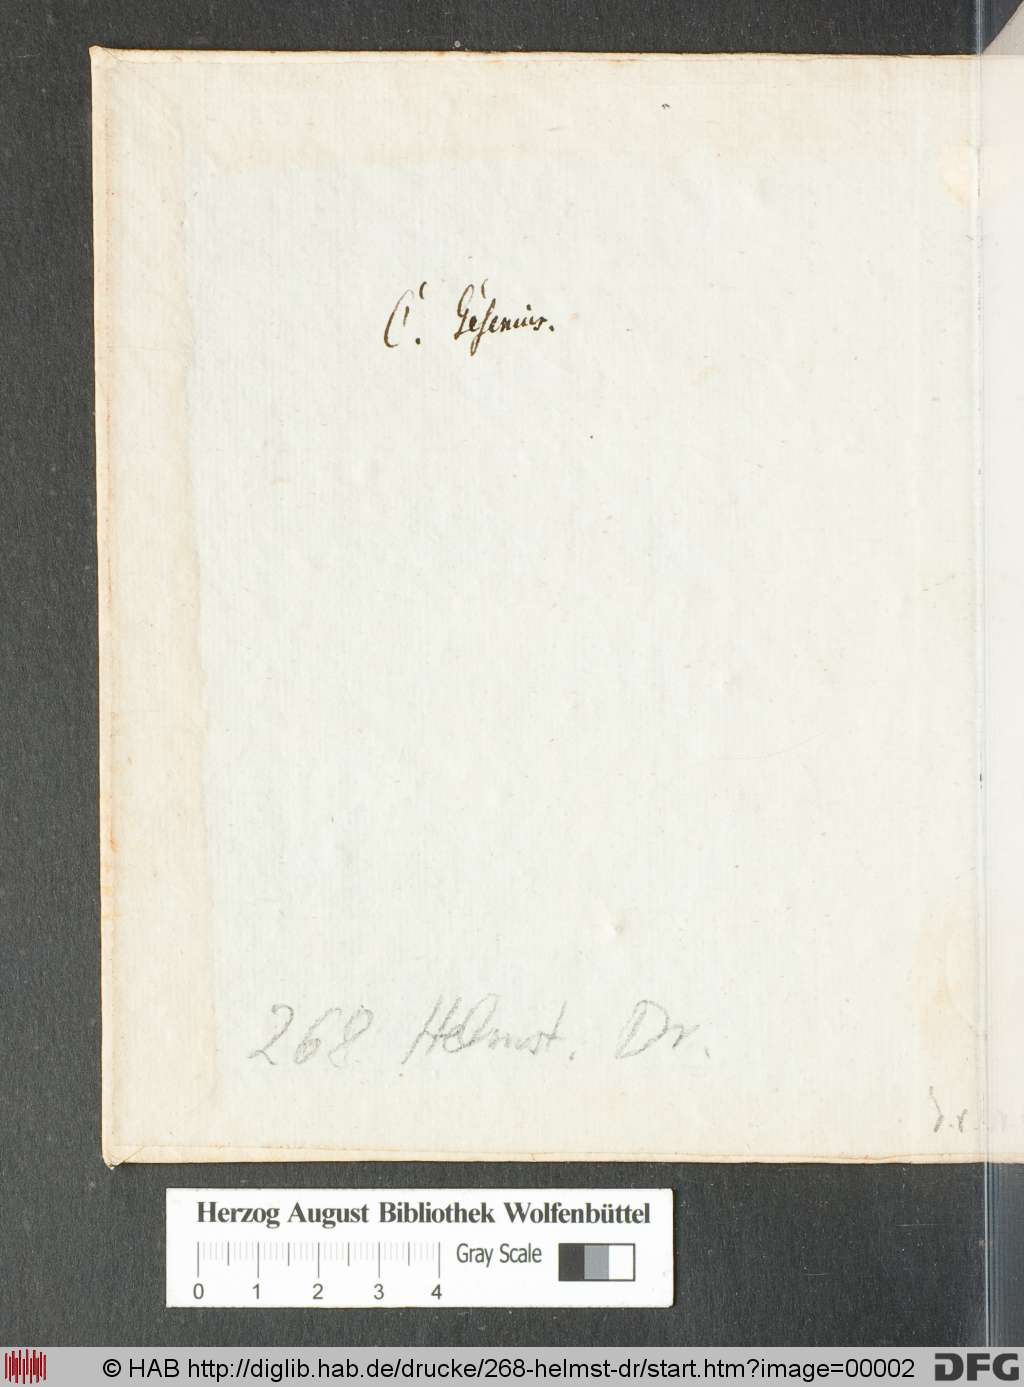 C. Gesenius.
268 Helmst. Dr.
Herzog August Bibliothek Wolfenbüttel
Gray Scale
0 1 2 3 4
© HAB http://diglib.hab.de/drucke/268-helmst-dr/start.htm?image=00002
DFG